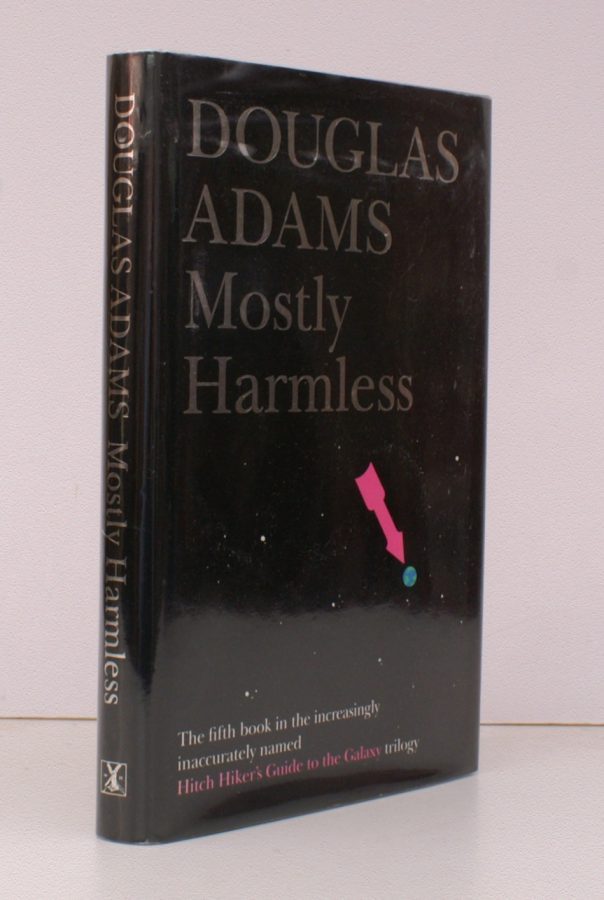 DOUGLAS
ADAMS
Mostly
Harmless
The fifth book in the increasingly
inaccurately named
Hitch Hiker's Guide to the Galaxy trilogy
DOUGLAS ADAMS Mostly Harmless